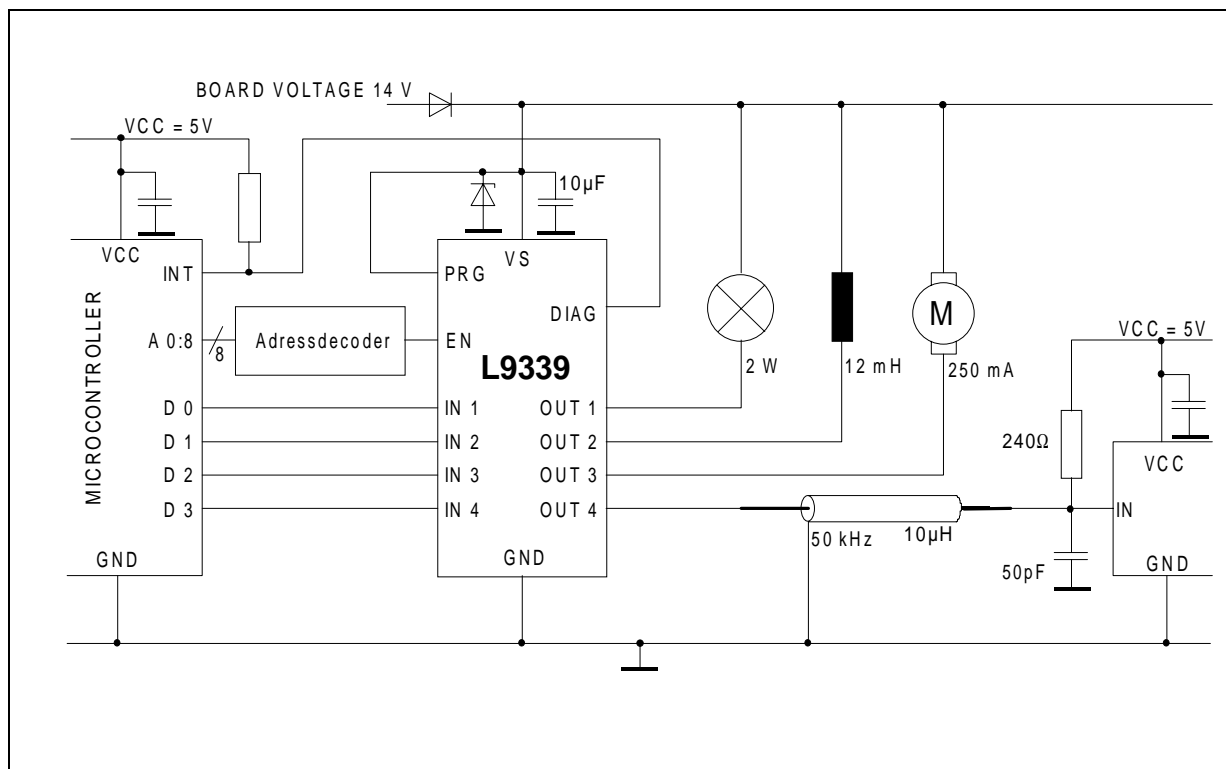 BOARD VOLTAGE 14 V
VCC = 5V
10µF
VCC
VS
INT
PRG
DIAG
MICROCONTROLLER
A 0:8
8
Adressdecoder
EN
L9339
M
2 W
12 mH
250 mA
VCC = 5V
D 0
IN 1
OUT 1
D 1
IN 2
OUT 2
240Ω
D 2
IN 3
OUT 3
VCC
D 3
IN 4
OUT 4
50 kHz
10µH
IN
GND
GND
50pF
GND